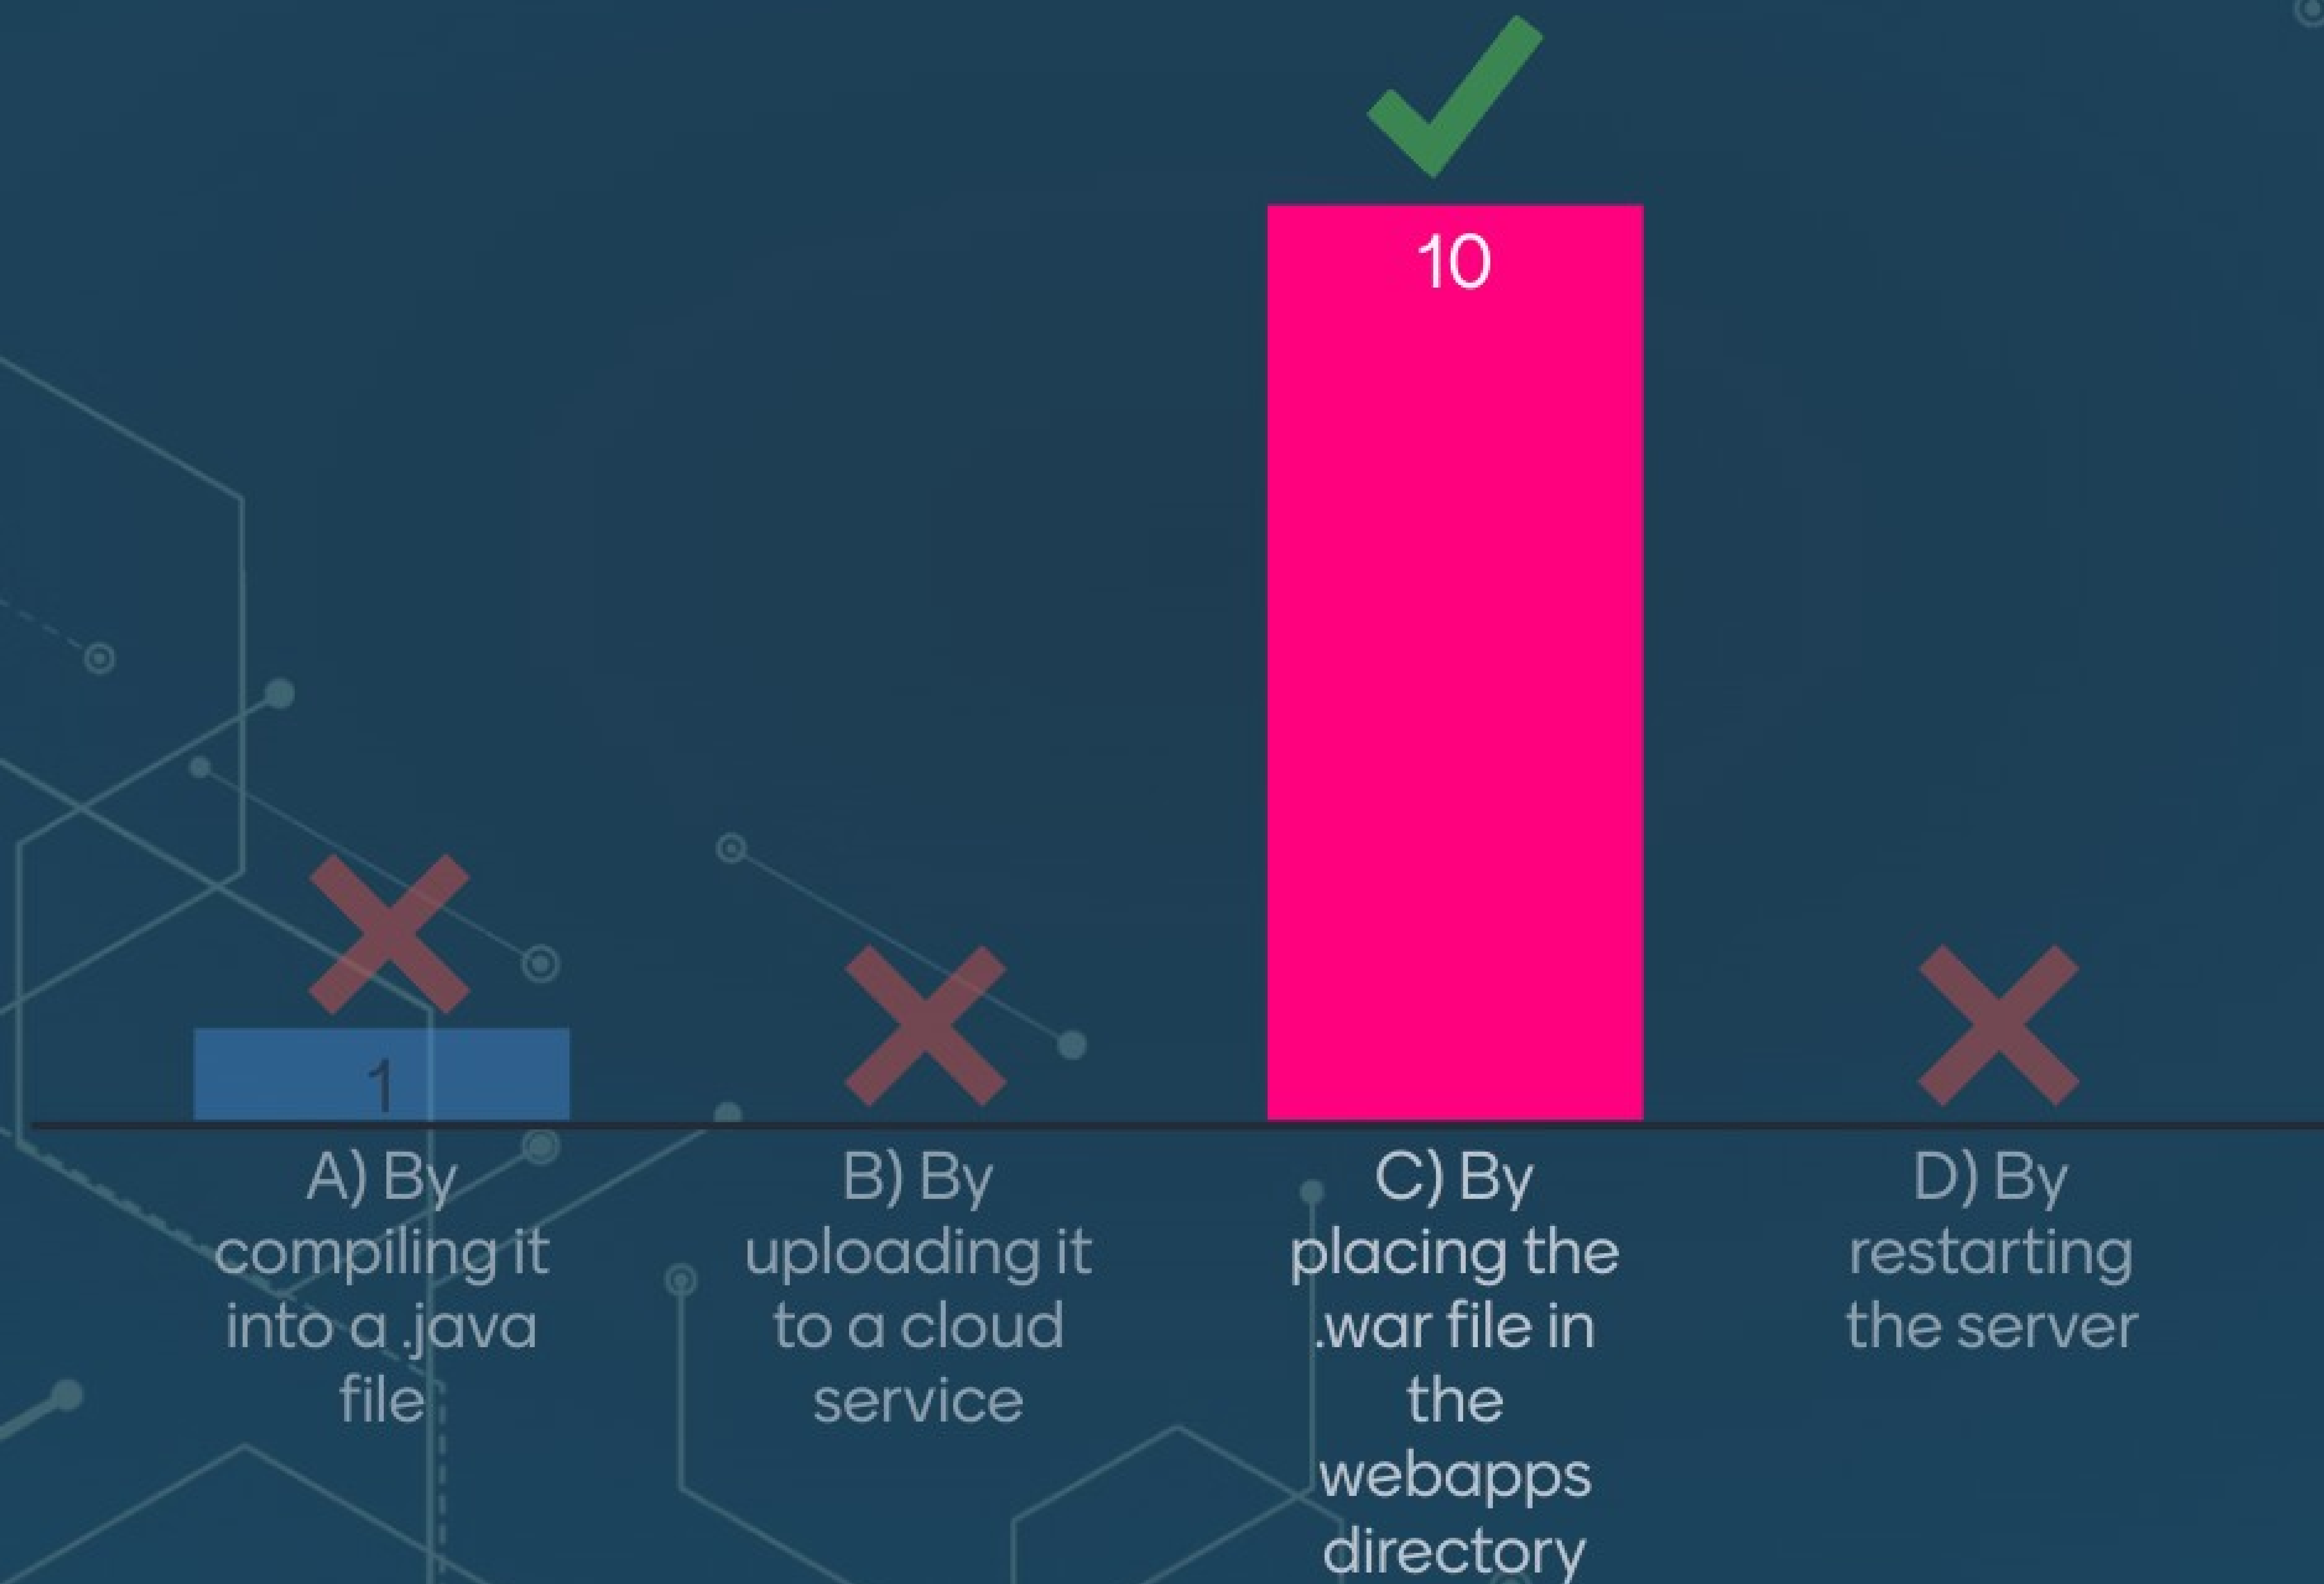 10
1
A) By
compiling it
into a .java
file
B) By
uploading it
to a cloud
service
C) By
placing the
.war file in
the
webapps
directory
D) By
restarting
the server